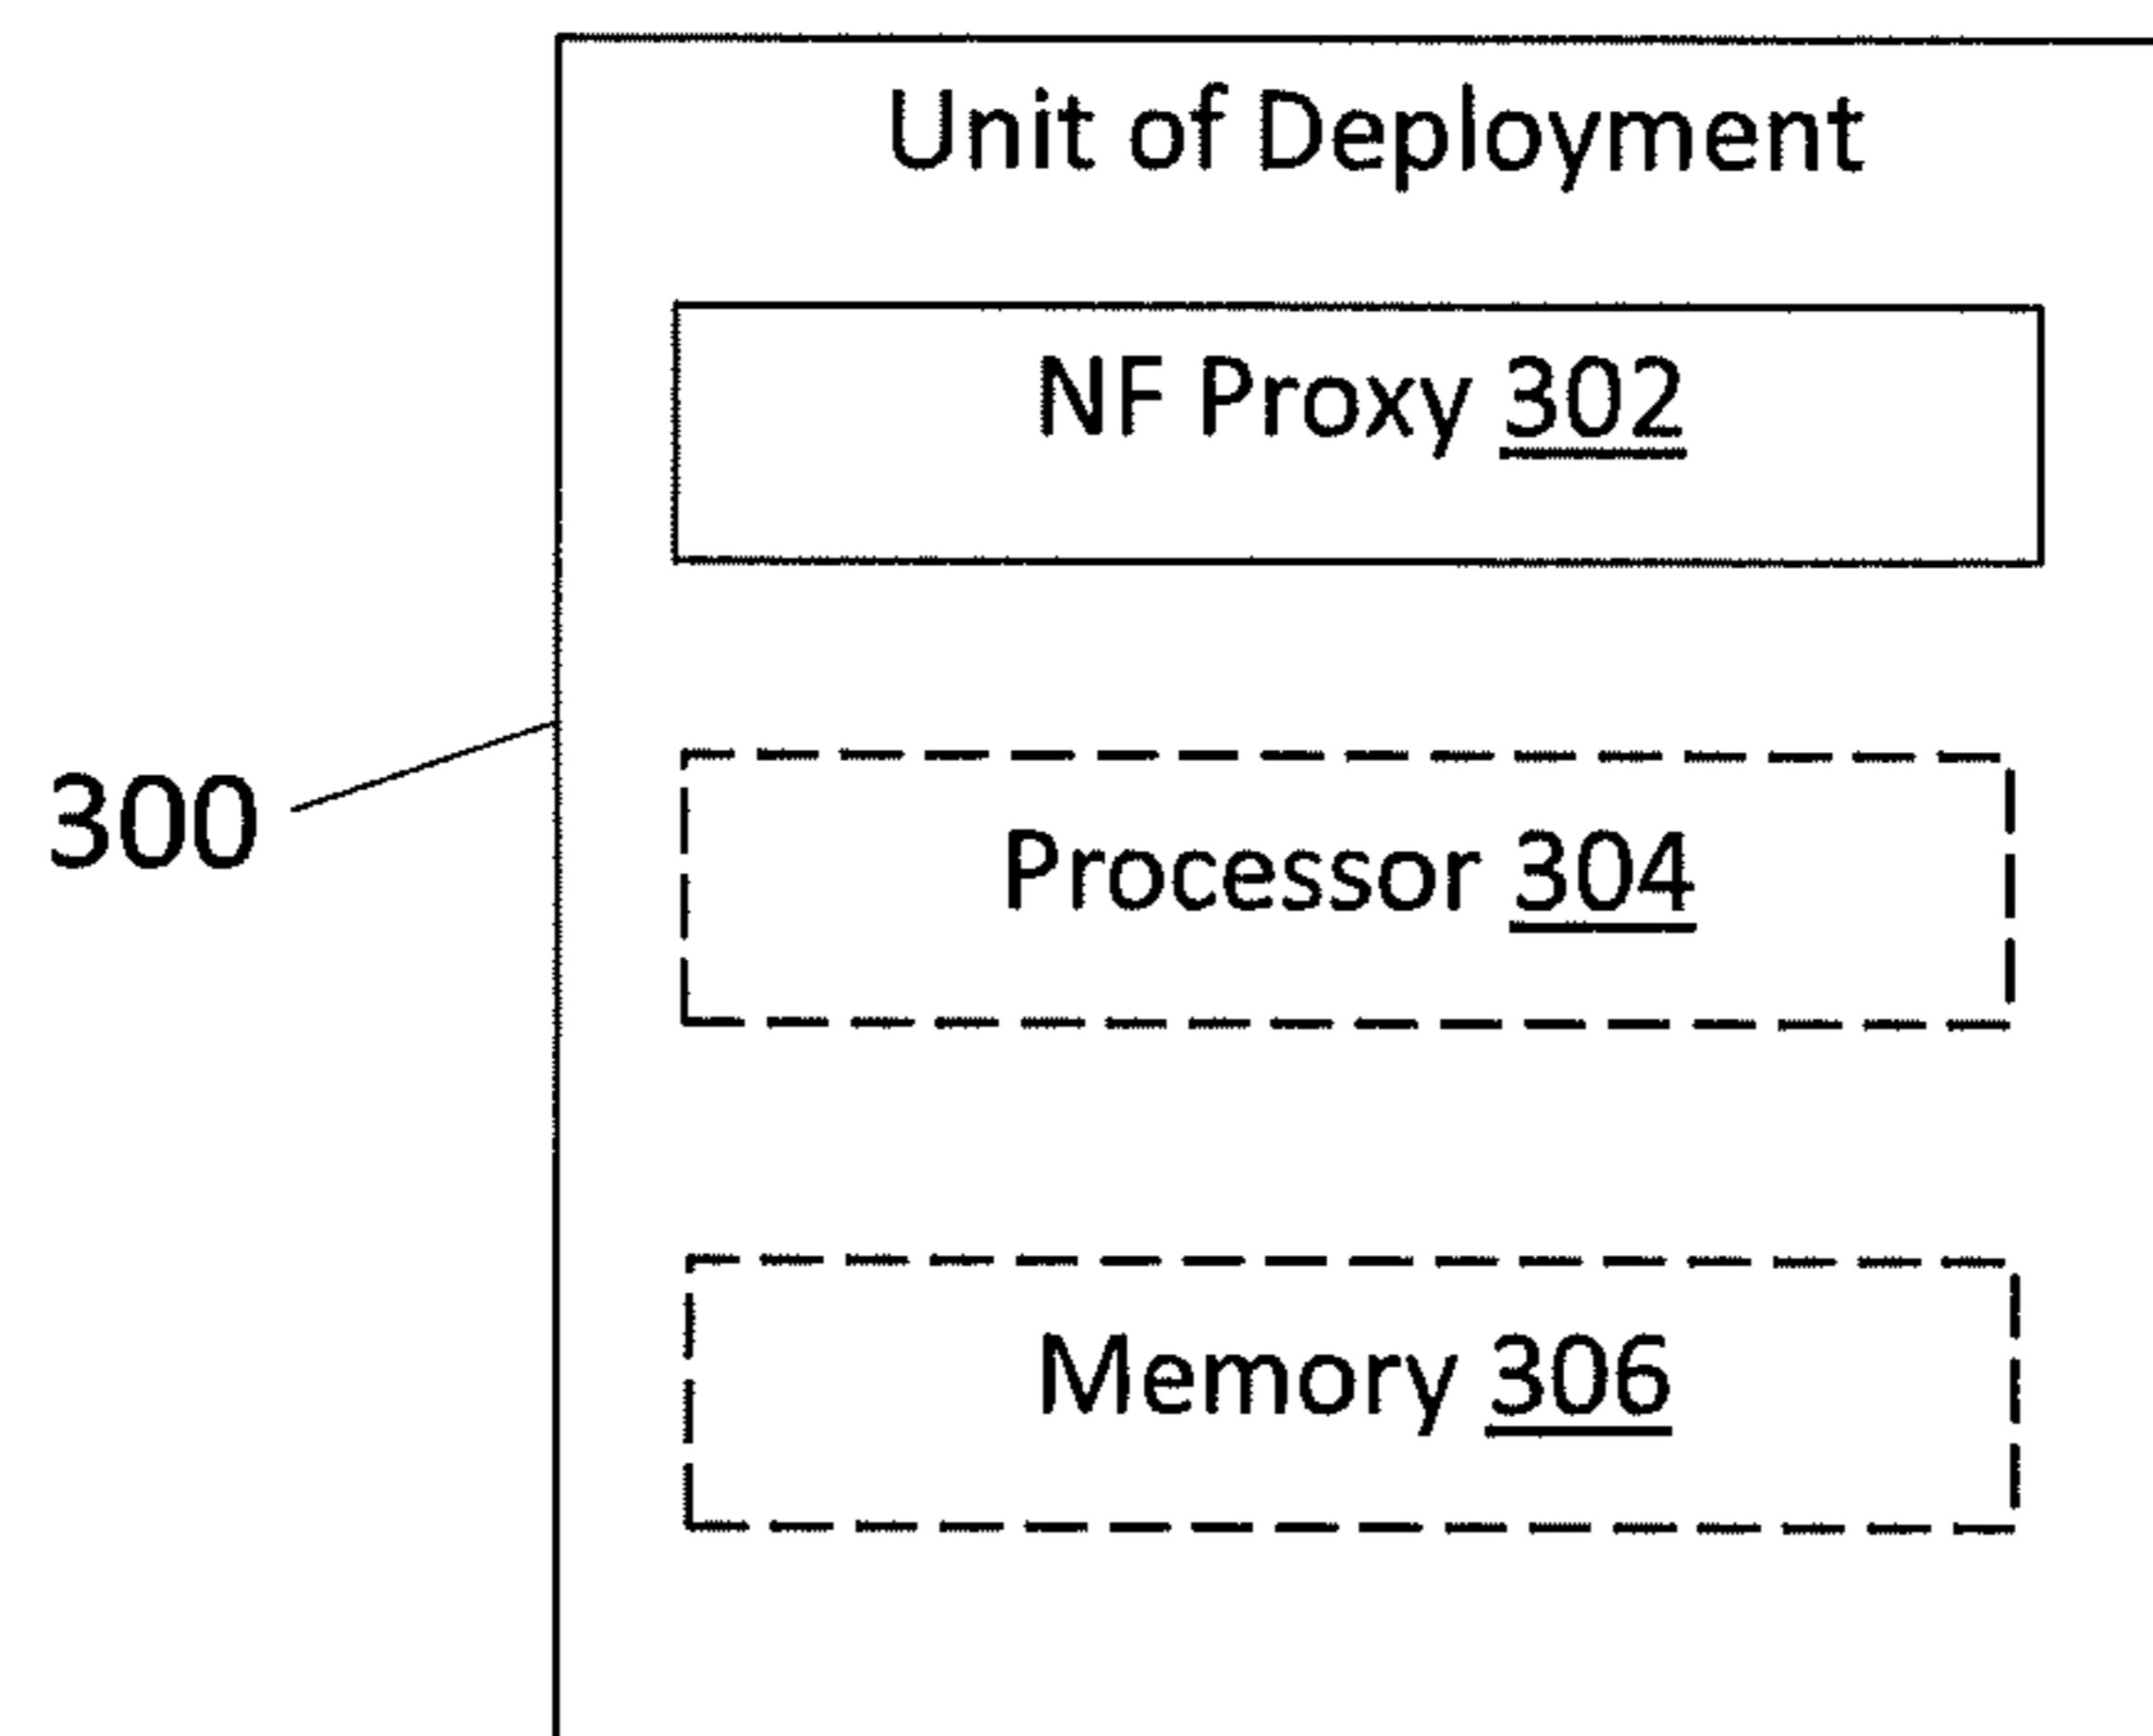 Unit of Deployment
NF Proxy 302
300
Processor 304
Memory 306